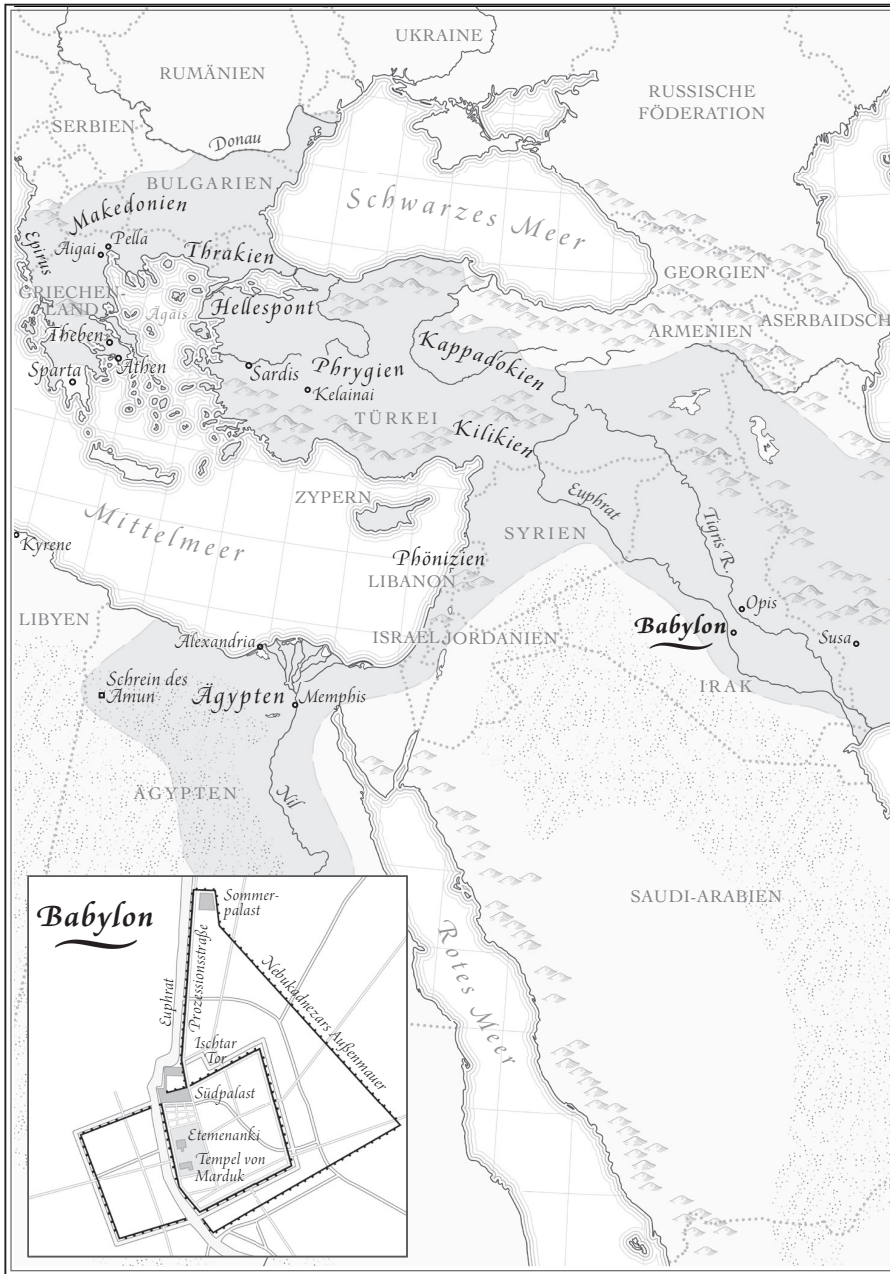 UKRAINE
RUMÄNIEN
RUSSISCHE
FÖDERATION
SERBIEN
Donau
BULGARIEN
Makedonien
Schwarzes Meer
Epirus
Pella
Aigai
Thrakien
GEORGIEN
GRIECHEN-
LAND
Ägäis
Hellespont
ARMENIEN
ASERBAIDSCH
Theben
Athen
Kappadokien
Sparta
Sardis
Phrygien
Kelainai
TÜRKEI
Kilikien
ZYPERN
Euphrat
Mittelmeer
SYRIEN
Tigris R.
Kyrene
Phönizien
LIBANON
Opis
LIBYEN
Alexandria
ISRAEL
JORDANIEN
Babylon
Susa
Schrein des
Amun
Ägypten
Memphis
IRAK
ÄGYPTEN
Nil
SAUDI-ARABIEN
Rotes Meer
Babylon
Sommer-
palast
Euphrat
Prozessionsstraße
Nebukadnezars Außenmauer
Ischtar
Tor
Südpalast
Etemenanki
Tempel von
Marduk